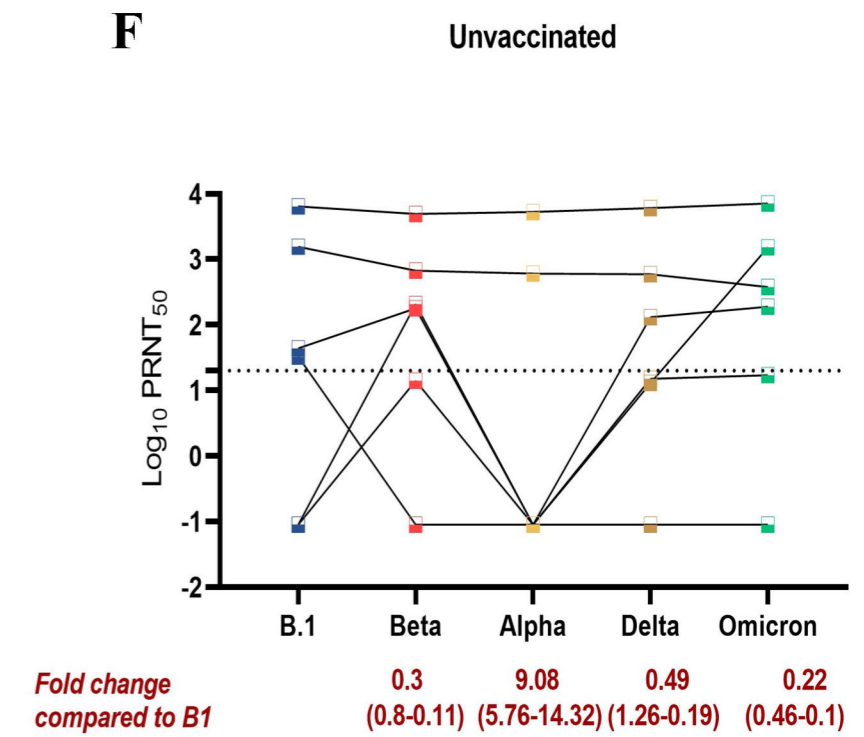 F
Unvaccinated
4
3
2
1
0
-1
-2
Log10 PRNT50
B.1 Beta Alpha Delta Omicron
Fold change 0.3 9.08 0.49 0.22
compared to B1 (0.8-0.11) (5.76-14.32) (1.26-0.19) (0.46-0.1)